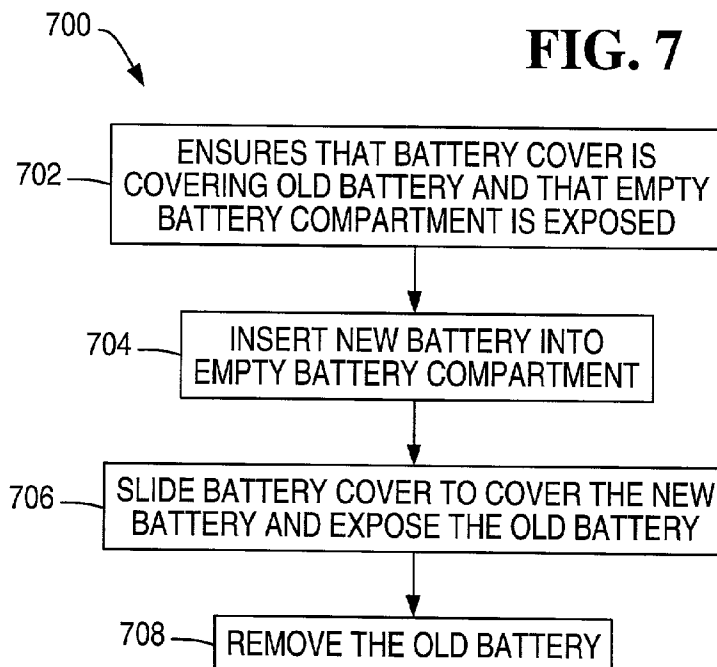 700
FIG. 7
702
ENSURES THAT BATTERY COVER IS
COVERING OLD BATTERY AND THAT EMPTY
BATTERY COMPARTMENT IS EXPOSED
704
INSERT NEW BATTERY INTO
EMPTY BATTERY COMPARTMENT
706
SLIDE BATTERY COVER TO COVER THE NEW
BATTERY AND EXPOSE THE OLD BATTERY
708
REMOVE THE OLD BATTERY